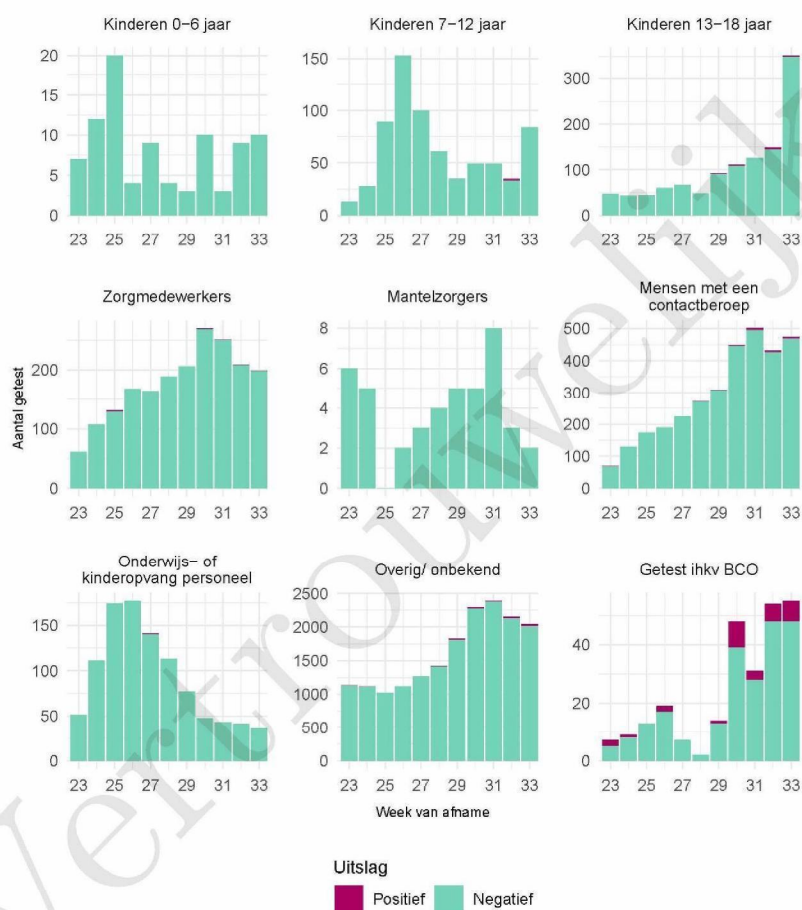 Kinderen 0−6 jaar
Kinderen 7−12 jaar
Kinderen 13−18 jaar
20
15
10
5
0
150
100
50
0
300
200
100
0
23 25 27 29 31 33
23 25 27 29 31 33
23 25 27 29 31 33
Zorgmedewerkers
Mantelzorgers
Mensen met een
contactberoep
Aantal getest
200
100
0
8
6
4
2
0
500
400
300
200
100
0
23 25 27 29 31 33
23 25 27 29 31 33
23 25 27 29 31 33
Onderwijs− of
kinderopvang personeel
Overig/ onbekend
Getest ihkv BCO
150
100
50
0
2500
2000
1500
1000
500
0
40
20
0
23 25 27 29 31 33
23 25 27 29 31 33
23 25 27 29 31 33
Week van afname
Uitslag
Positief Negatief
Vertrouwelijk